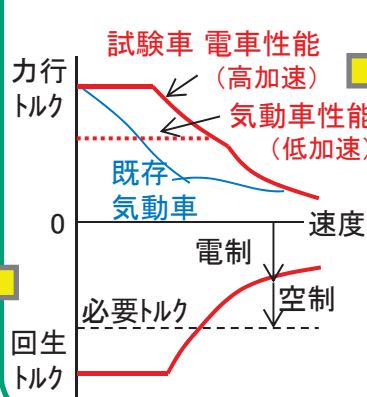 試験車 電車性能
（高加速）
力行
トルク
気動車性能
（低加速）
既存
気動車
0
速度
電制
空制
必要トルク
回生
トルク